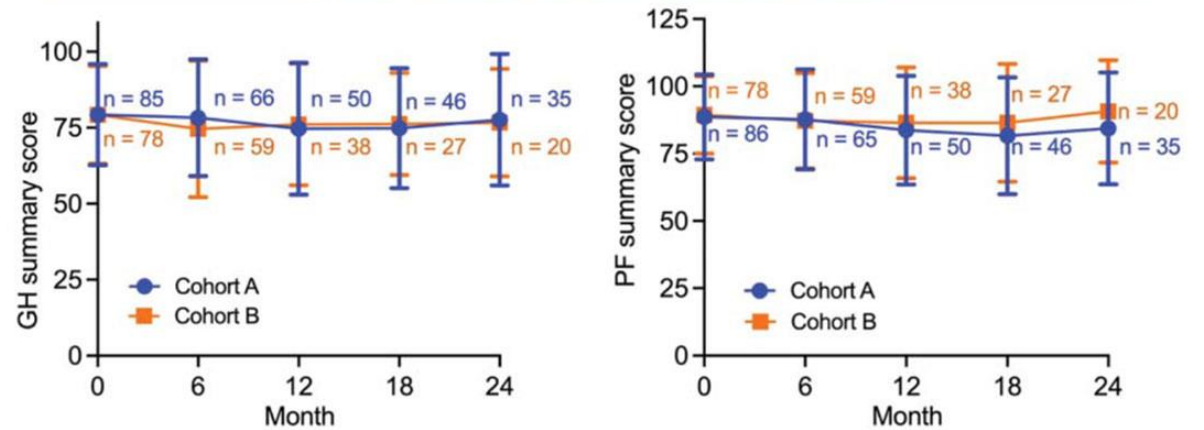 GH summary score
100
75
50
25
0
n = 85
n = 66
n = 50
n = 46
n = 35
n = 78
n = 59
n = 38
n = 27
n = 20
Cohort A
Cohort B
0 6 12 18 24
Month
PF summary score
125
100
75
50
25
0
n = 78
n = 59
n = 38
n = 27
n = 20
n = 86
n = 65
n = 50
n = 46
n = 35
Cohort A
Cohort B
0 6 12 18 24
Month